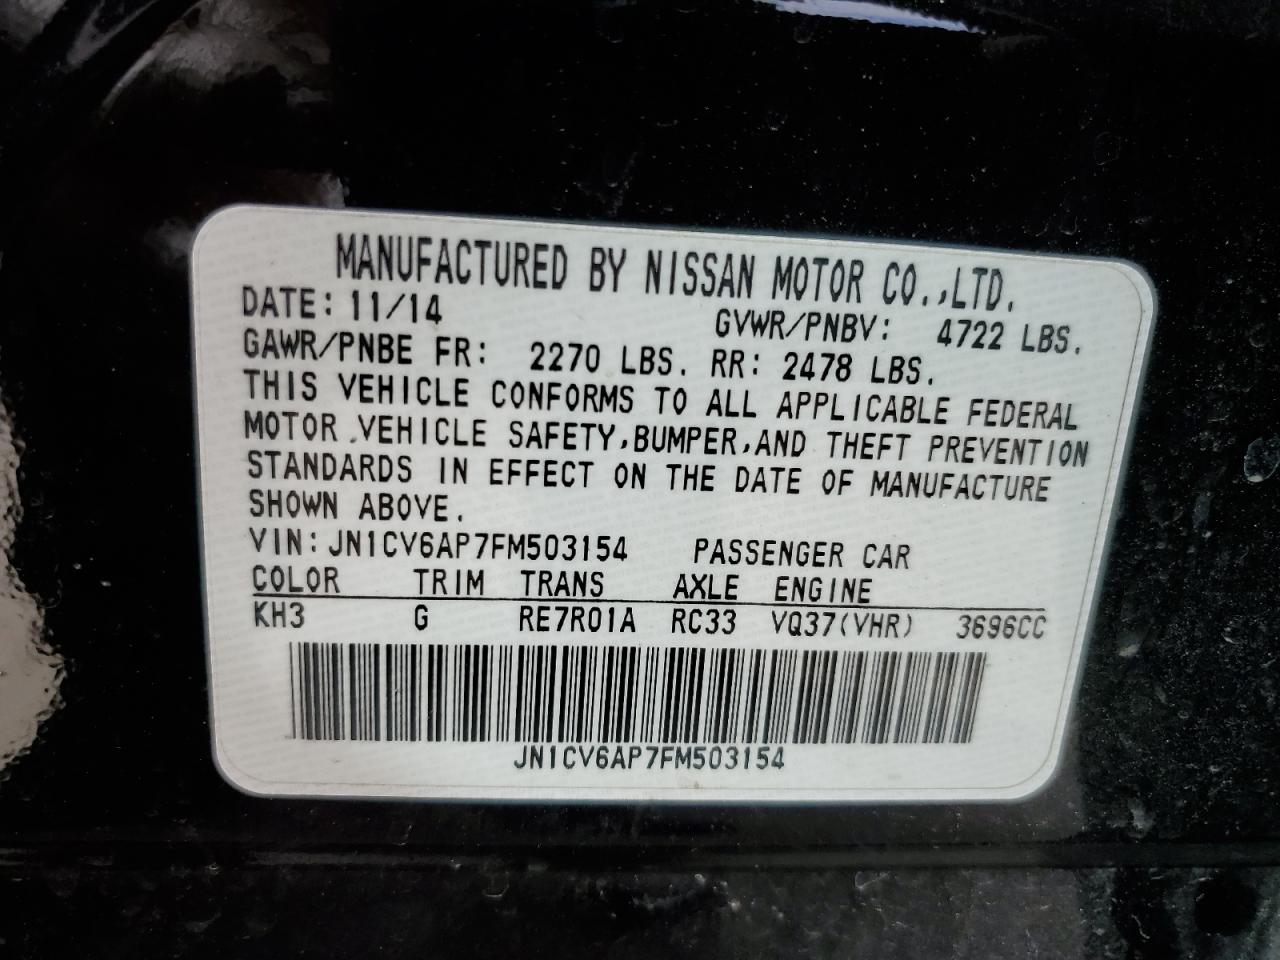 MANUFACTURED BY NISSAN MOTOR CO.,LTD.
DATE: 11/14 GVWR/PNBV: 4722 LBS.
GAWR/PNBE FR: 2270 LBS. RR: 2478 LBS.
THIS VEHICLE CONFORMS TO ALL APPLICABLE FEDERAL
MOTOR VEHICLE SAFETY,BUMPER,AND THEFT PREVENTION
STANDARDS IN EFFECT ON THE DATE OF MANUFACTURE
SHOWN ABOVE.
VIN: JN1CV6AP7FM503154 PASSENGER CAR
COLOR TRIM TRANS AXLE ENGINE
KH3 G RE7R01A RC33 VQ37(VHR) 3696CC
JN1CV6AP7FM503154